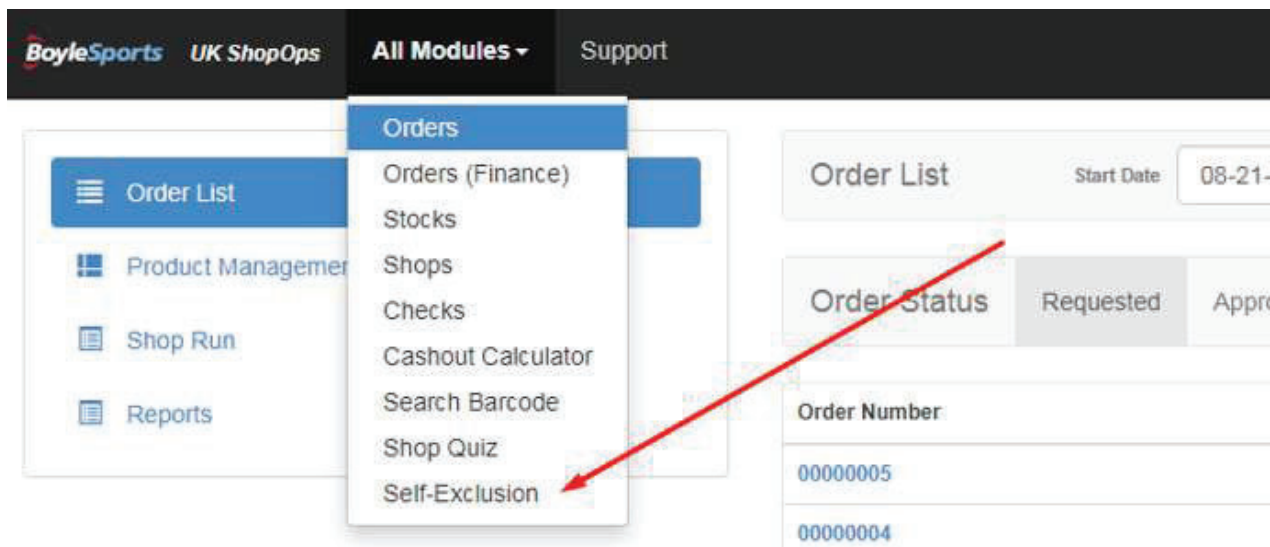 BoyleSports UK ShopOps All Modules Support
Orders
Orders (Finance)
Stocks
Shops
Checks
Cashout Calculator
Search Barcode
Shop Quiz
Self-Exclusion
Order List
Shop Run
Product
Reports
Order List Start Date 08-21-
Order Status Requested
Order Number
00000005
00000004